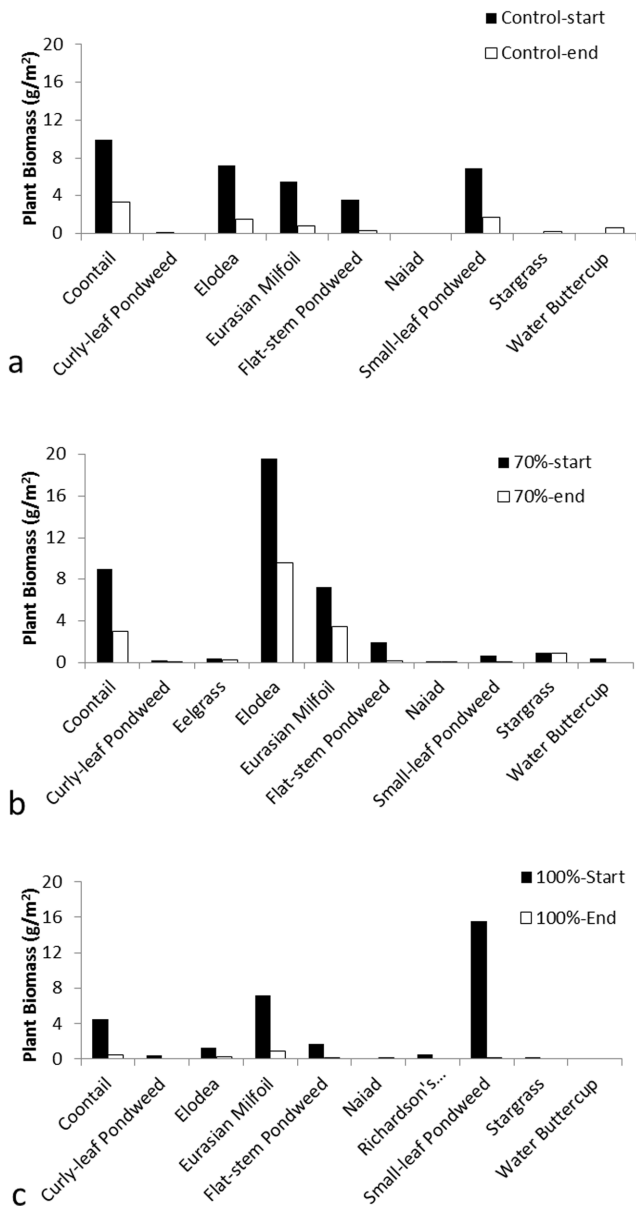 Control-start
Control-end
Plant Biomass (g/m²)
20
16
12
8
4
0
Coontail
Curly-leaf Pondweed
Elodea
Eurasian Milfoil
Flat-stem Pondweed
Naiad
Small-leaf Pondweed
Stargrass
Water Buttercup
a
70%-start
70%-end
Plant Biomass (g/m²)
20
16
12
8
4
0
Coontail
Curly-leaf Pondweed
Eelgrass
Elodea
Eurasian Milfoil
Flat-stem Pondweed
Naiad
Small-leaf Pondweed
Stargrass
Water Buttercup
b
100%-Start
100%-End
Plant Biomass (g/m²)
20
16
12
8
4
0
Coontail
Curly-leaf Pondweed
Elodea
Eurasian Milfoil
Flat-stem Pondweed
Naiad
Richardson's...
Small-leaf Pondweed
Stargrass
Water Buttercup
c